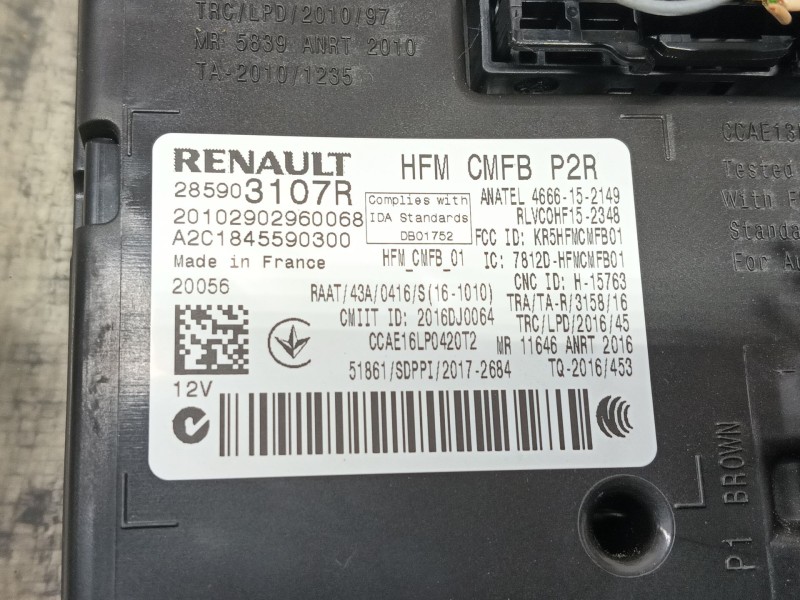 TRC/LPD/2010/97
MR 5839 ANRT 2010
TA-2010/1235
RENAULT HFM CMFB P2R
285903107R
20102902960068
A2C1845590300
Made in France
20056
Complies with
IDA Standards
DB01752
HFM_CMFB_01
ANATEL 4666-15-2149
RLVCOHF15-2348
FCC ID: KR5HFMCMFB01
IC: 7812D-HFMCMFB01
CNC ID: H-15763
RAAT/43A/0416/S(16-1010)
TRA/TA-R/3158/16
CMIIT ID: 2016DJ0064
TRC/LPD/2016/45
CCAE16LP0420T2
MR 11646 ANRT 2016
51861/SDPPI/2017-2684
TQ-2016/453
12V
CCAE13
Tested
With F
Standa
For Au
P1 BROWN